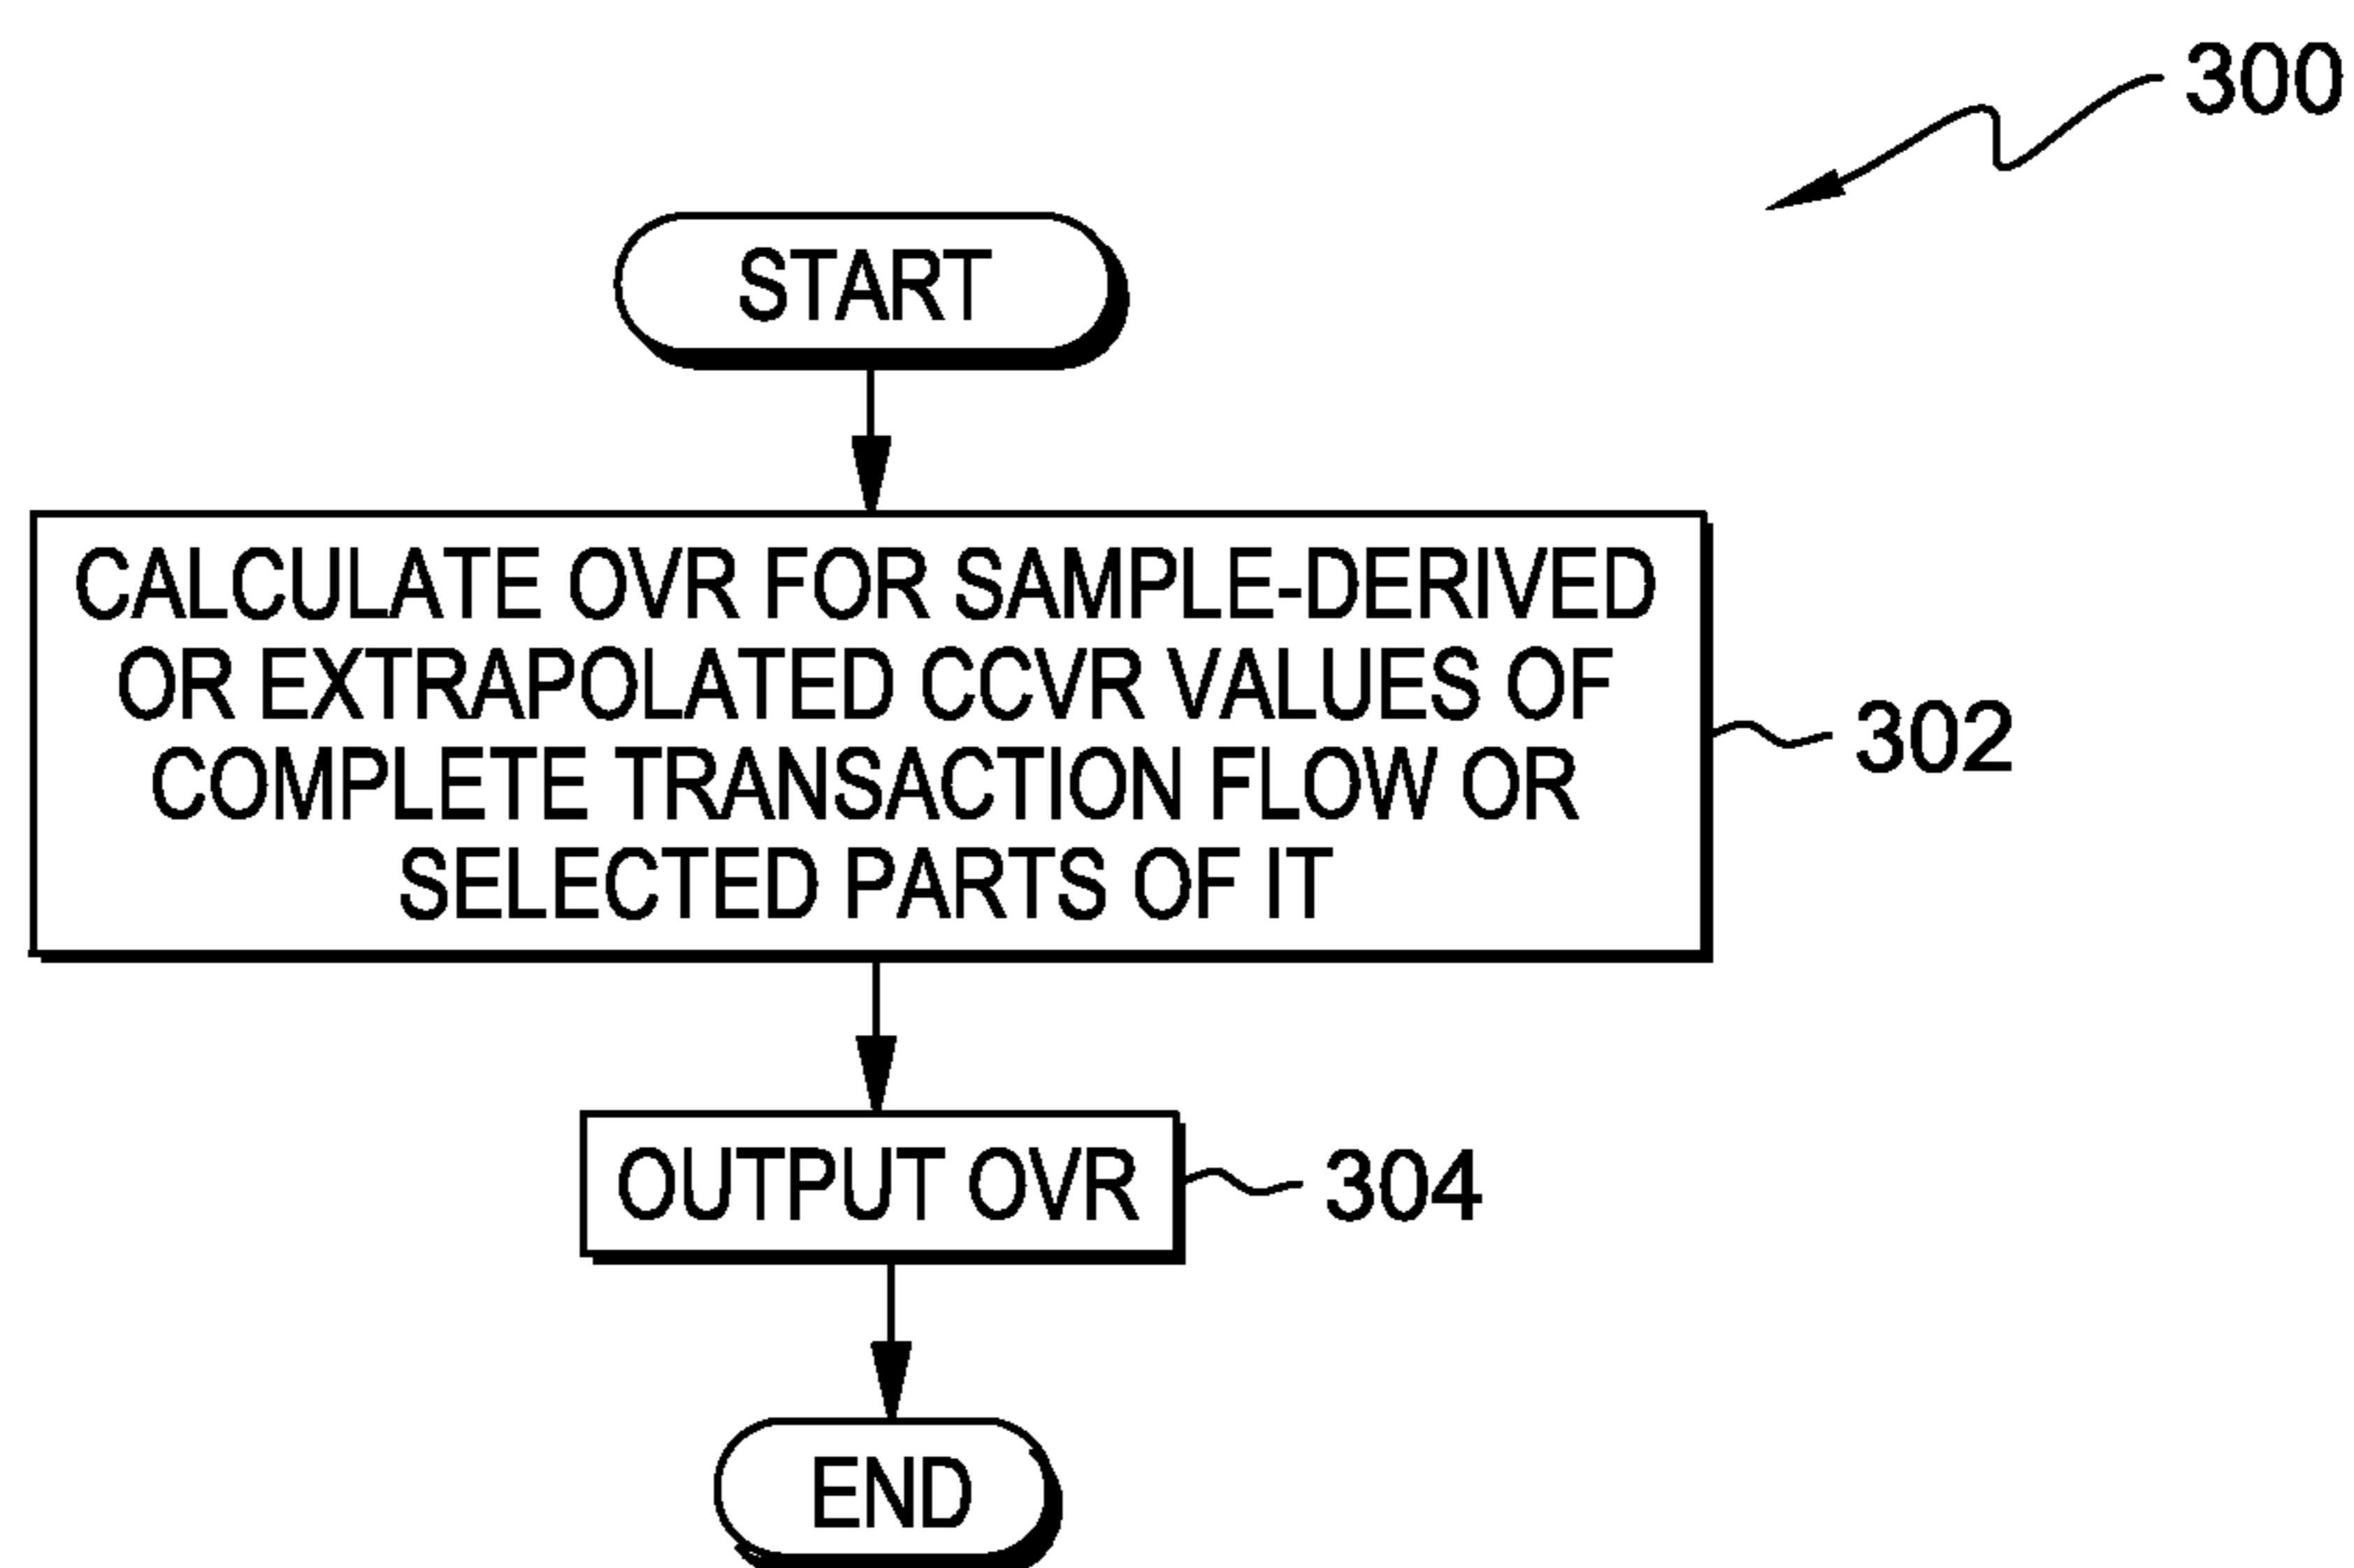 300
START
CALCULATE OVR FOR SAMPLE-DERIVED
OR EXTRAPOLATED CCVR VALUES OF
COMPLETE TRANSACTION FLOW OR
SELECTED PARTS OF IT
302
OUTPUT OVR
304
END